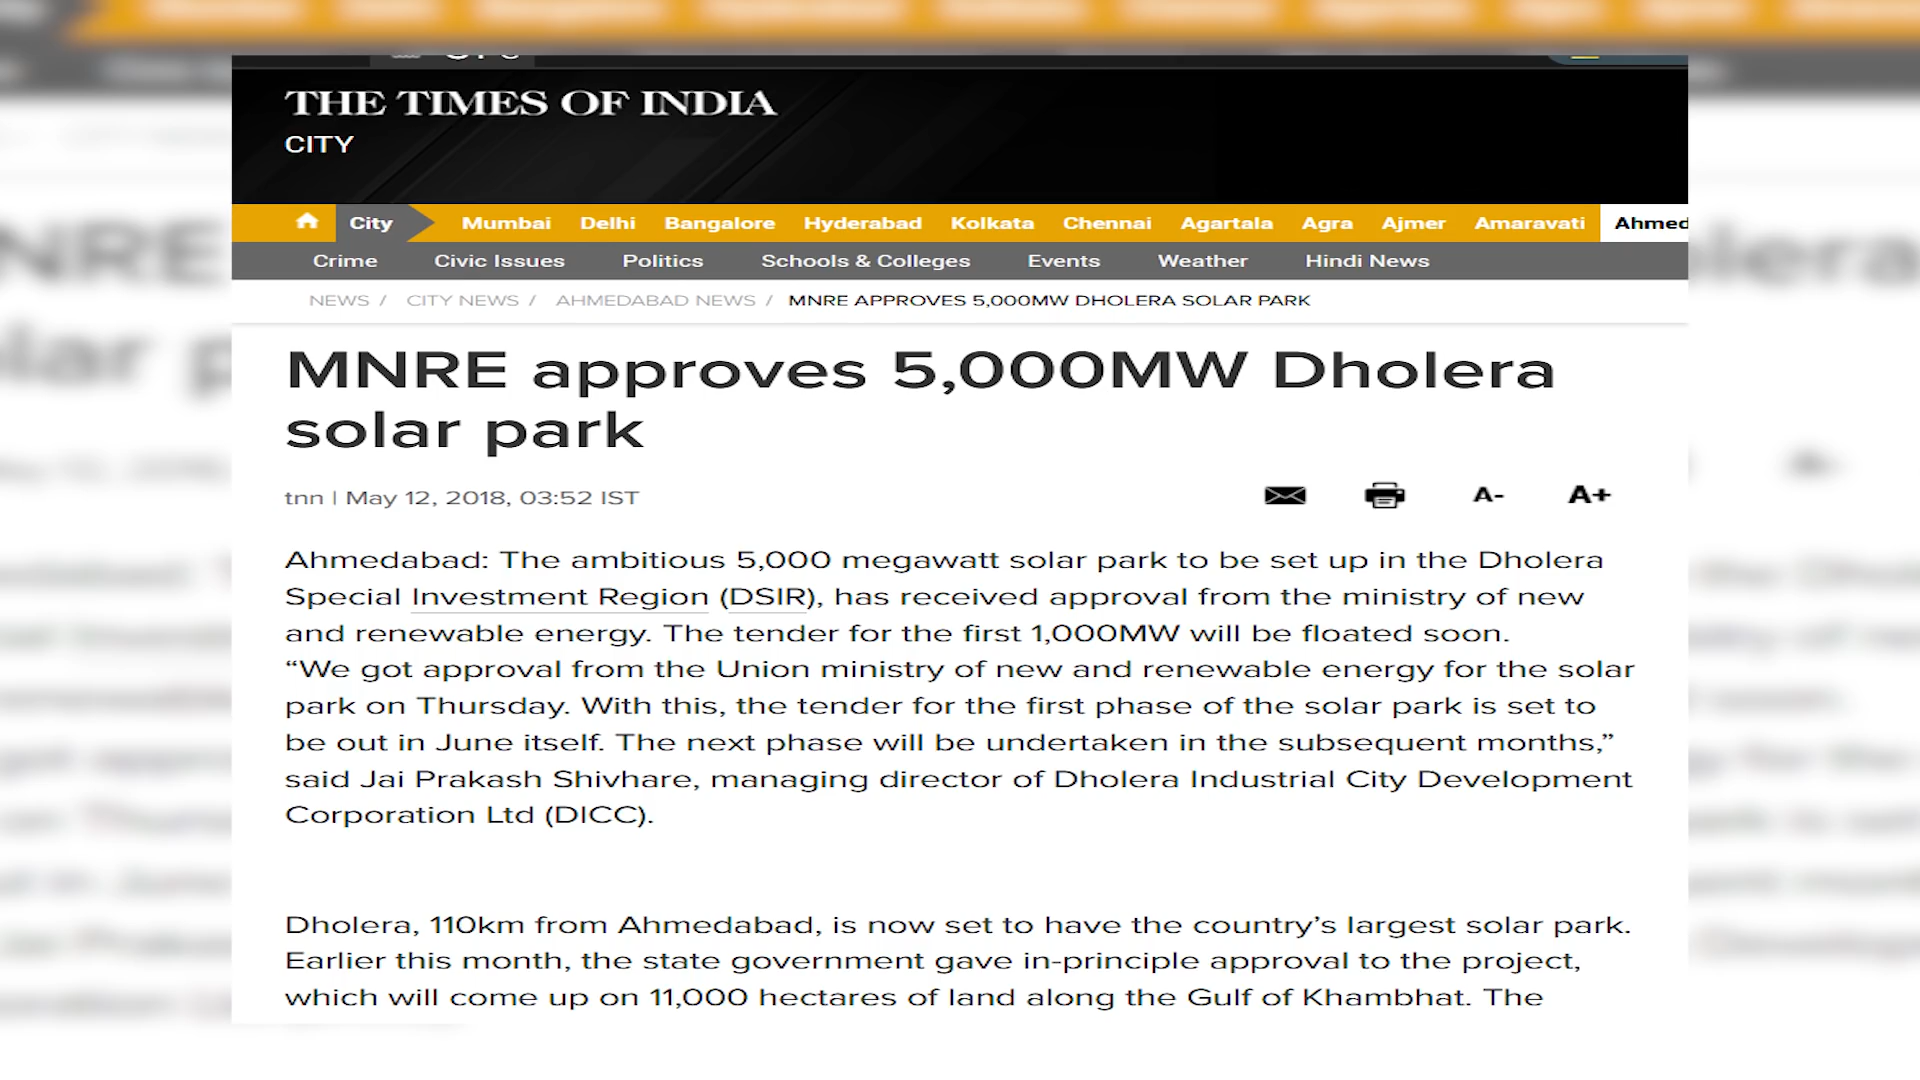 THE TIMES OF INDIA
CITY
City Mumbai Delhi Bangalore Hyderabad Kolkata Chennai Agartala Agra Ajmer Amaravati Ahmed
Crime Civic Issues Politics Schools & Colleges Events Weather Hindi News
NEWS / CITY NEWS / AHMEDABAD NEWS / MNRE APPROVES 5,000MW DHOLERA SOLAR PARK
MNRE approves 5,000MW Dholera
solar park
tnn | May 12, 2018, 03:52 IST A- A+
Ahmedabad: The ambitious 5,000 megawatt solar park to be set up in the Dholera
Special Investment Region (DSIR), has received approval from the ministry of new
and renewable energy. The tender for the first 1,000MW will be floated soon.
“We got approval from the Union ministry of new and renewable energy for the solar
park on Thursday. With this, the tender for the first phase of the solar park is set to
be out in June itself. The next phase will be undertaken in the subsequent months,”
said Jai Prakash Shivhare, managing director of Dholera Industrial City Development
Corporation Ltd (DICC).
Dholera, 110km from Ahmedabad, is now set to have the country’s largest solar park.
Earlier this month, the state government gave in-principle approval to the project,
which will come up on 11,000 hectares of land along the Gulf of Khambhat. The